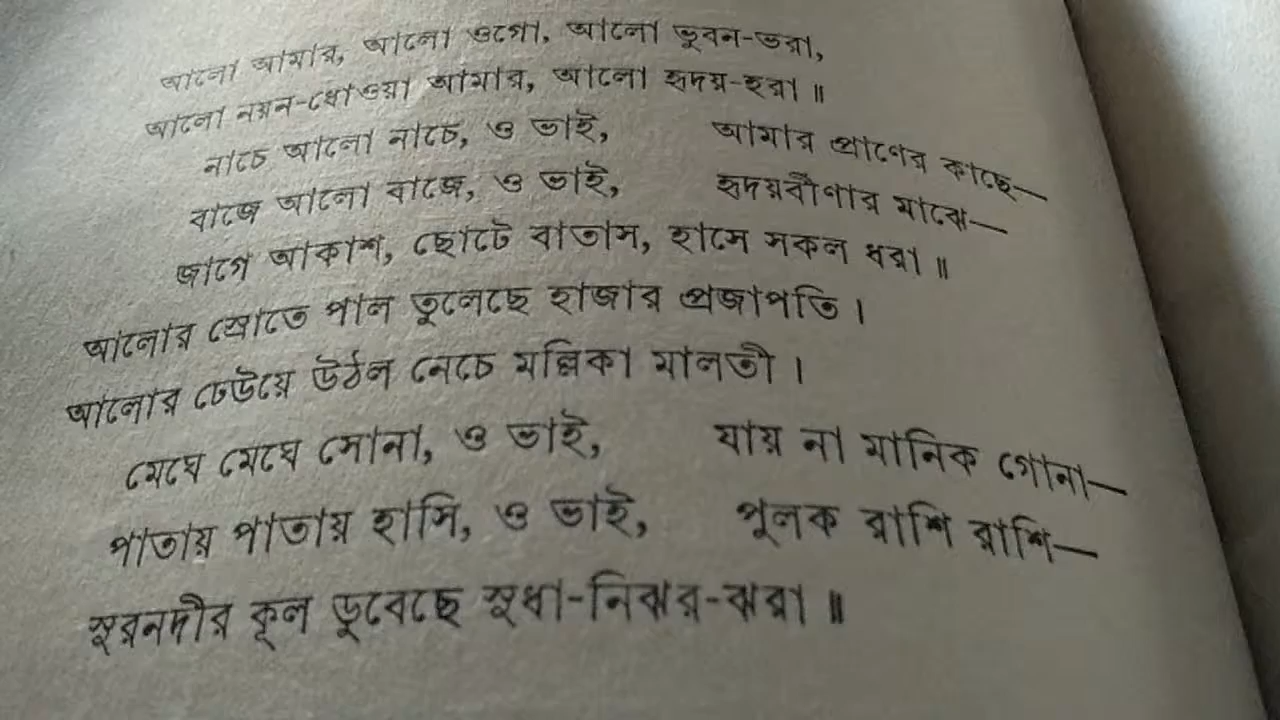 আলো আমার, আলো ওগো, আলো ভুবন-ভরা,
আলো নয়ন-ধোওয়া আমার, আলো হৃদয়-হরা ॥
নাচে আলো নাচে, ও ভাই, আমার প্রাণের কাছে—
বাজে আলো বাজে, ও ভাই, হৃদয়বীণার মাঝে—
জাগে আকাশ, ছোটে বাতাস, হাসে সকল ধরা ॥
আলোর স্রোতে পাল তুলেছে হাজার প্রজাপতি ।
আলোর ঢেউয়ে উঠল নেচে মল্লিকা মালতী ।
মেঘে মেঘে সোনা, ও ভাই, যায় না মানিক গোনা—
পাতায় পাতায় হাসি, ও ভাই, পুলক রাশি রাশি—
সুরনদীর কূল ডুবেছে সুধা-নিঝর-ঝরা ॥